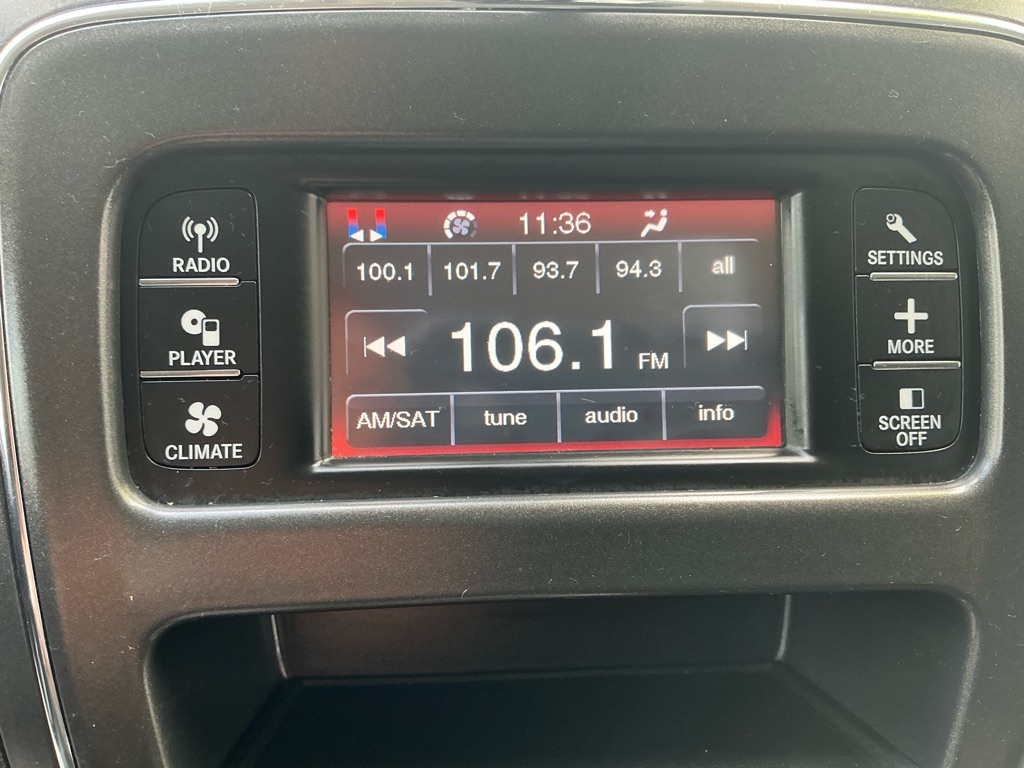 11:36
100.1 101.7 93.7 94.3 all
106.1 FM
AM/SAT tune audio info
RADIO
PLAYER
CLIMATE
SETTINGS
MORE
SCREEN
OFF